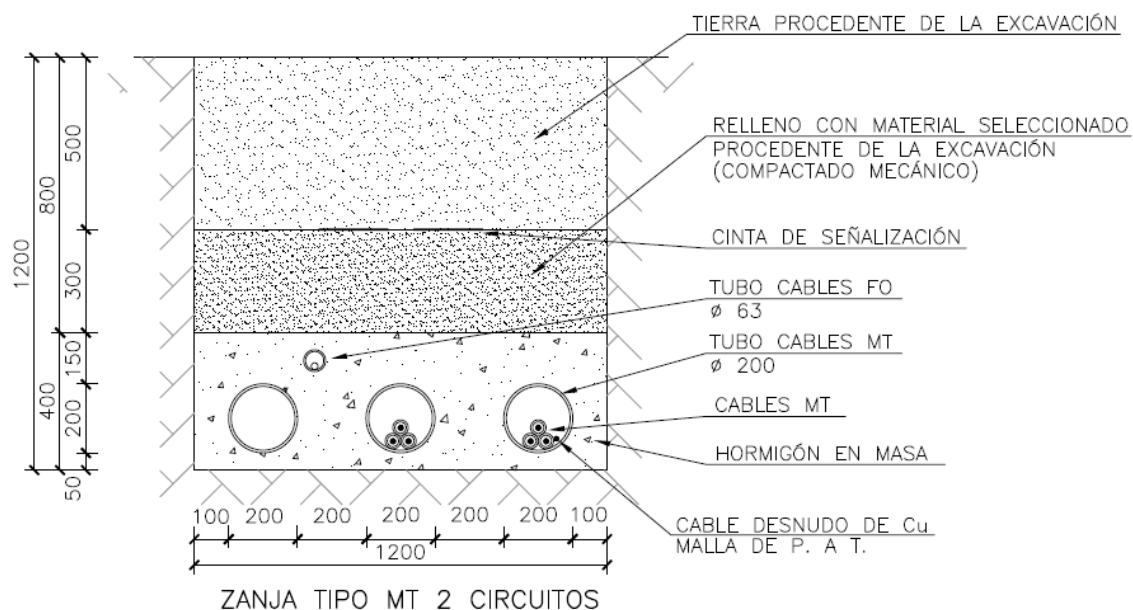 TIERRA PROCEDENTE DE LA EXCAVACIÓN
RELLENO CON MATERIAL SELECCIONADO
PROCEDENTE DE LA EXCAVACIÓN
(COMPACTADO MECÁNICO)
CINTA DE SEÑALIZACIÓN
TUBO CABLES FO
ø 63
TUBO CABLES MT
ø 200
CABLES MT
HORMIGÓN EN MASA
CABLE DESNUDO DE Cu
MALLA DE P. A T.
1200
800
400
500
300
150
200
50
100 200 200 200 200 200 100
1200
ZANJA TIPO MT 2 CIRCUITOS